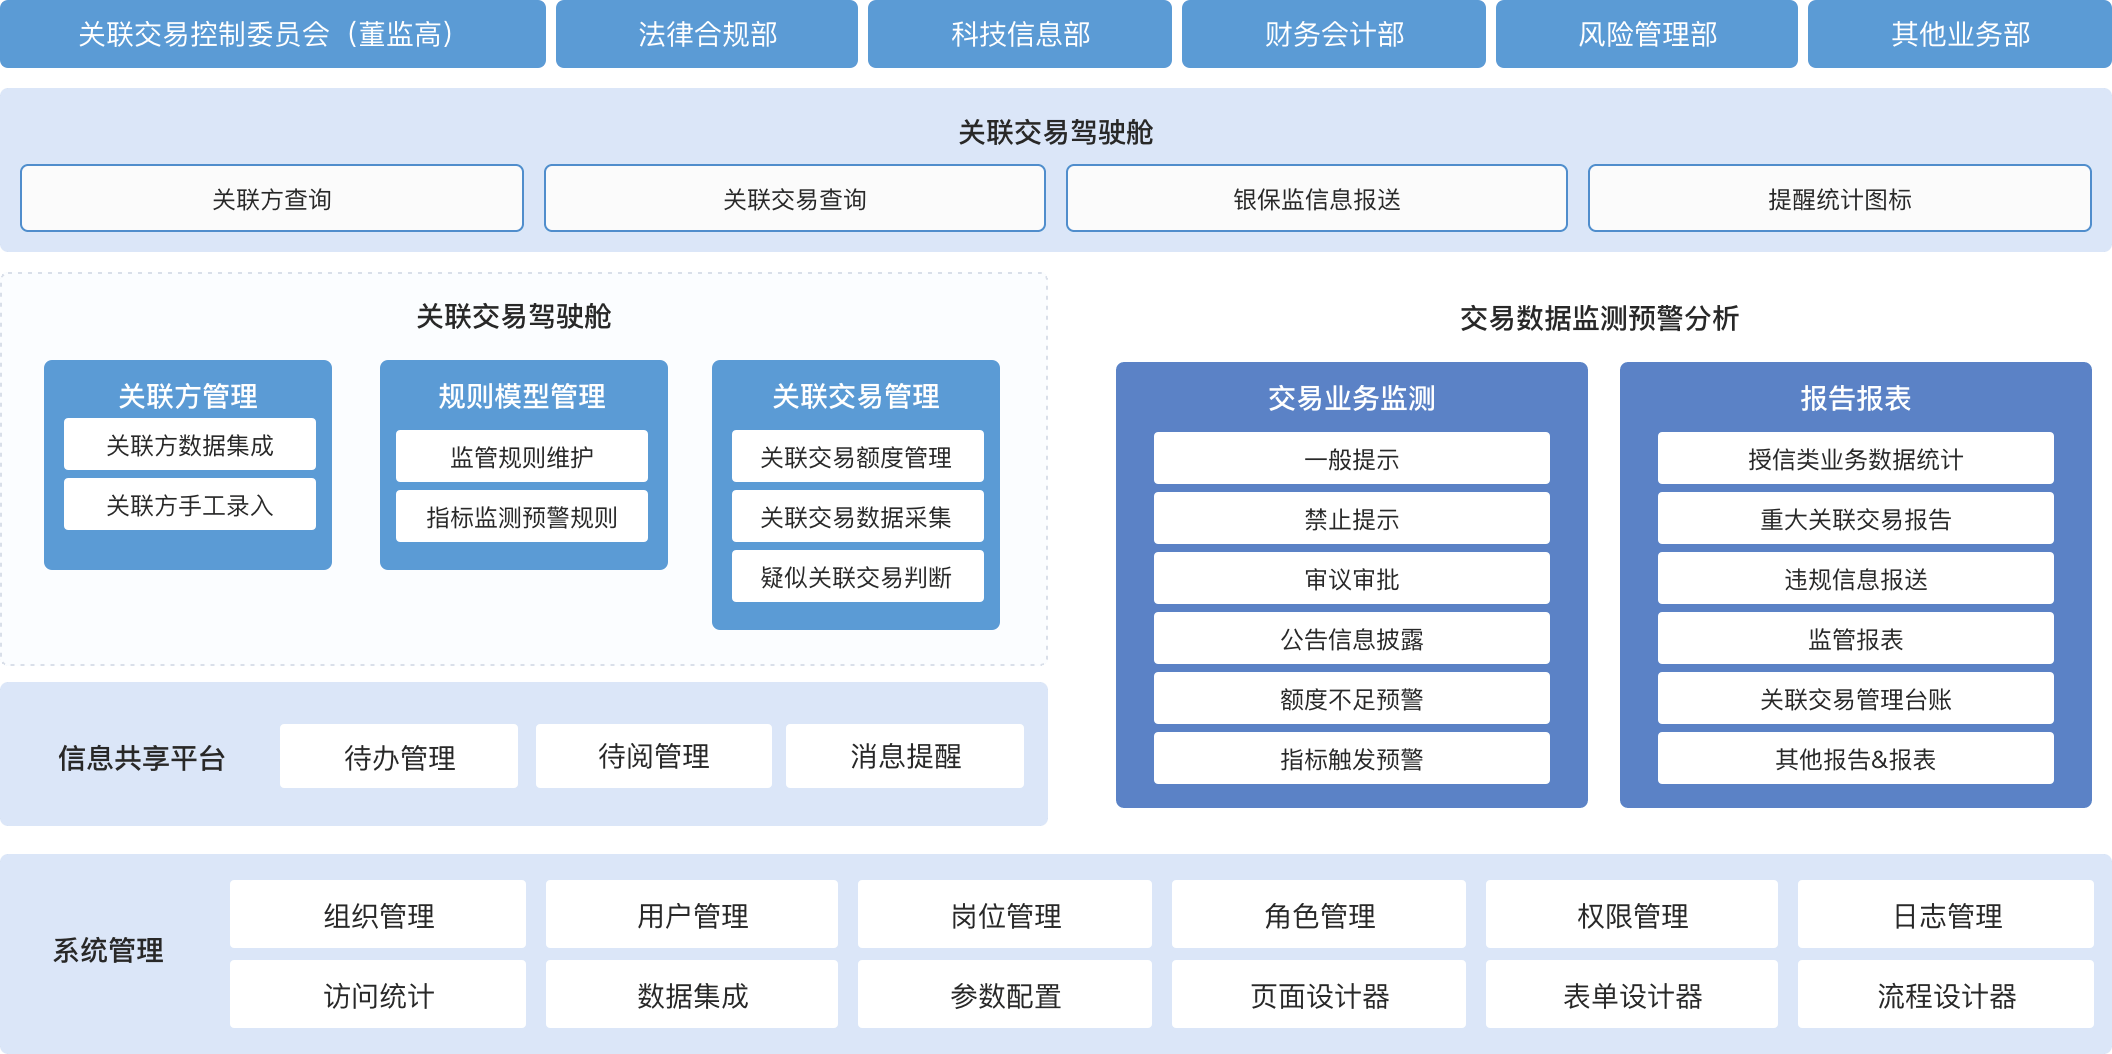 关联交易控制委员会（董监高）
法律合规部
科技信息部
财务会计部
风险管理部
其他业务部
关联交易驾驶舱
关联方查询
关联交易查询
银保监信息报送
提醒统计图标
关联交易驾驶舱
关联方管理
关联方数据集成
关联方手工录入
规则模型管理
监管规则维护
指标监测预警规则
关联交易管理
关联交易额度管理
关联交易数据采集
疑似关联交易判断
交易数据监测预警分析
交易业务监测
一般提示
禁止提示
审议审批
公告信息披露
额度不足预警
指标触发预警
报告报表
授信类业务数据统计
重大关联交易报告
违规信息报送
监管报表
关联交易管理台账
其他报告&报表
信息共享平台
待办管理
待阅管理
消息提醒
系统管理
组织管理
用户管理
岗位管理
角色管理
权限管理
日志管理
访问统计
数据集成
参数配置
页面设计器
表单设计器
流程设计器